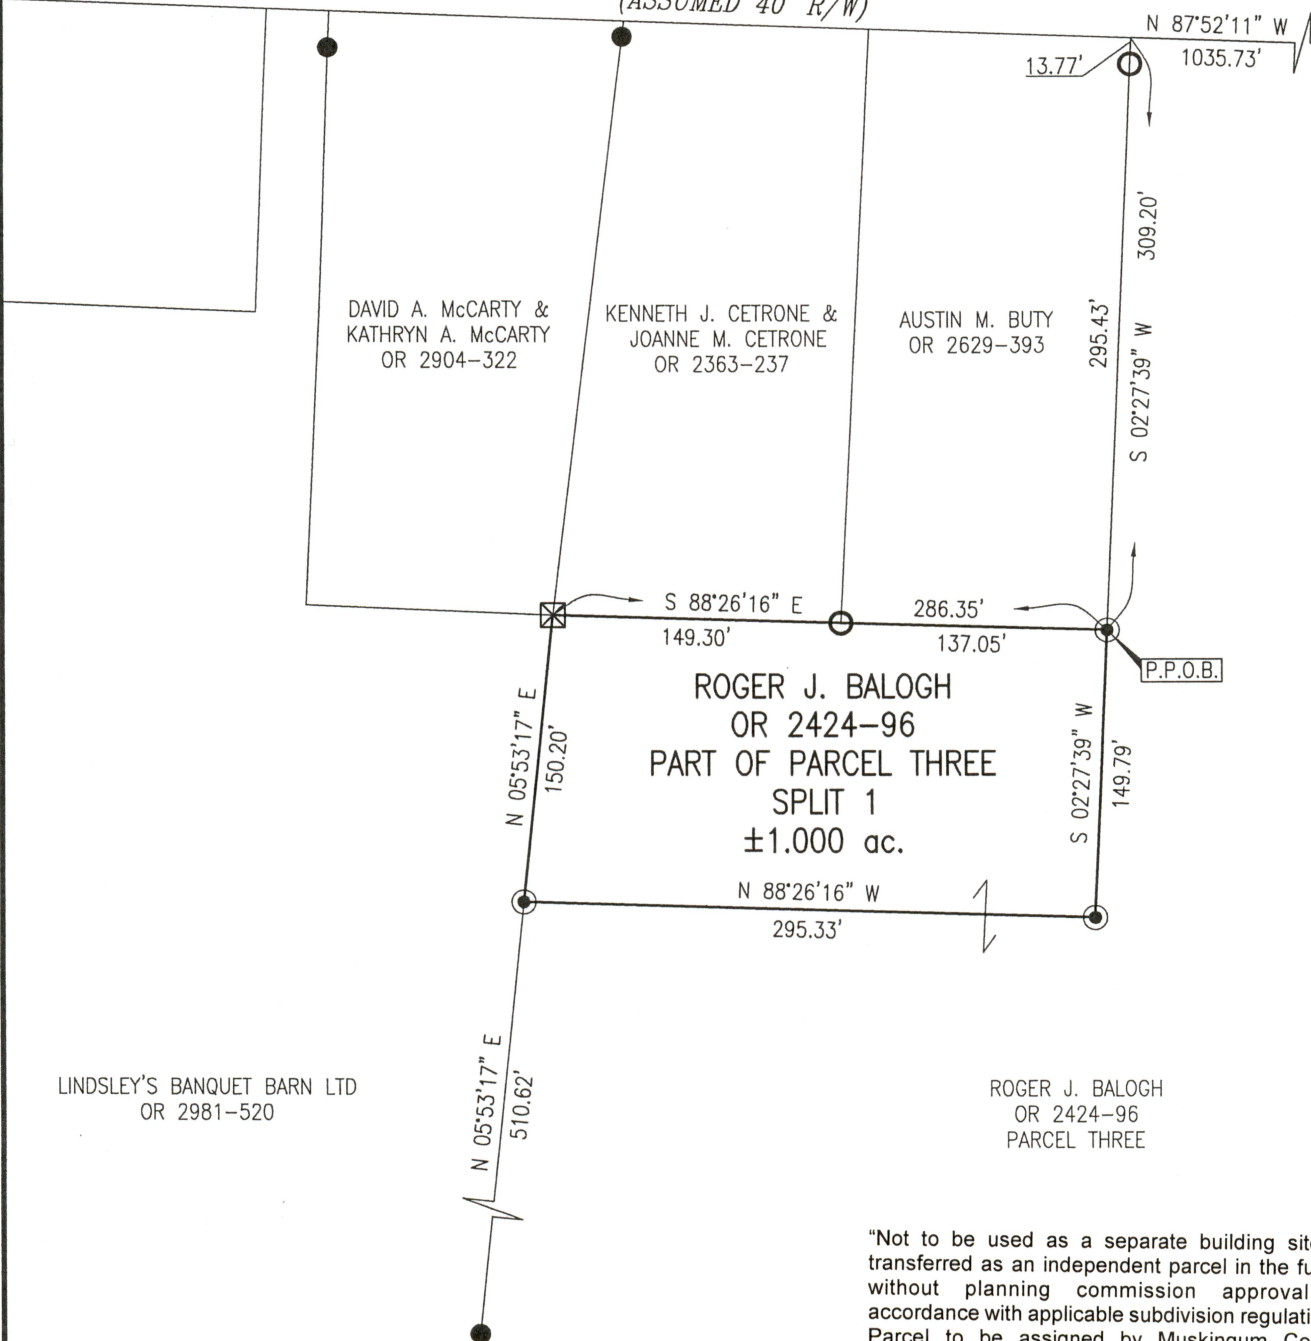 (ASSUMED 40' R/W)
N 87°52'11" W
1035.73'
13.77'
309.20'
295.43'
S 02°27'39" W
DAVID A. McCARTY &
KATHRYN A. McCARTY
OR 2904-322
KENNETH J. CETRONE &
JOANNE M. CETRONE
OR 2363-237
AUSTIN M. BUTY
OR 2629-393
S 88°26'16" E
286.35'
149.30'
137.05'
P.P.O.B.
ROGER J. BALOGH
OR 2424-96
PART OF PARCEL THREE
SPLIT 1
±1.000 ac.
N 05°53'17" E
150.20'
S 02°27'39" W
149.79'
N 88°26'16" W
295.33'
N 05°53'17" E
510.62'
LINDSLEY'S BANQUET BARN LTD
OR 2981-520
ROGER J. BALOGH
OR 2424-96
PARCEL THREE
“Not to be used as a separate building
transferred as an independent parcel in the
without planning commission approval
accordance with applicable subdivision
Parcel to be assigned by Muskingum